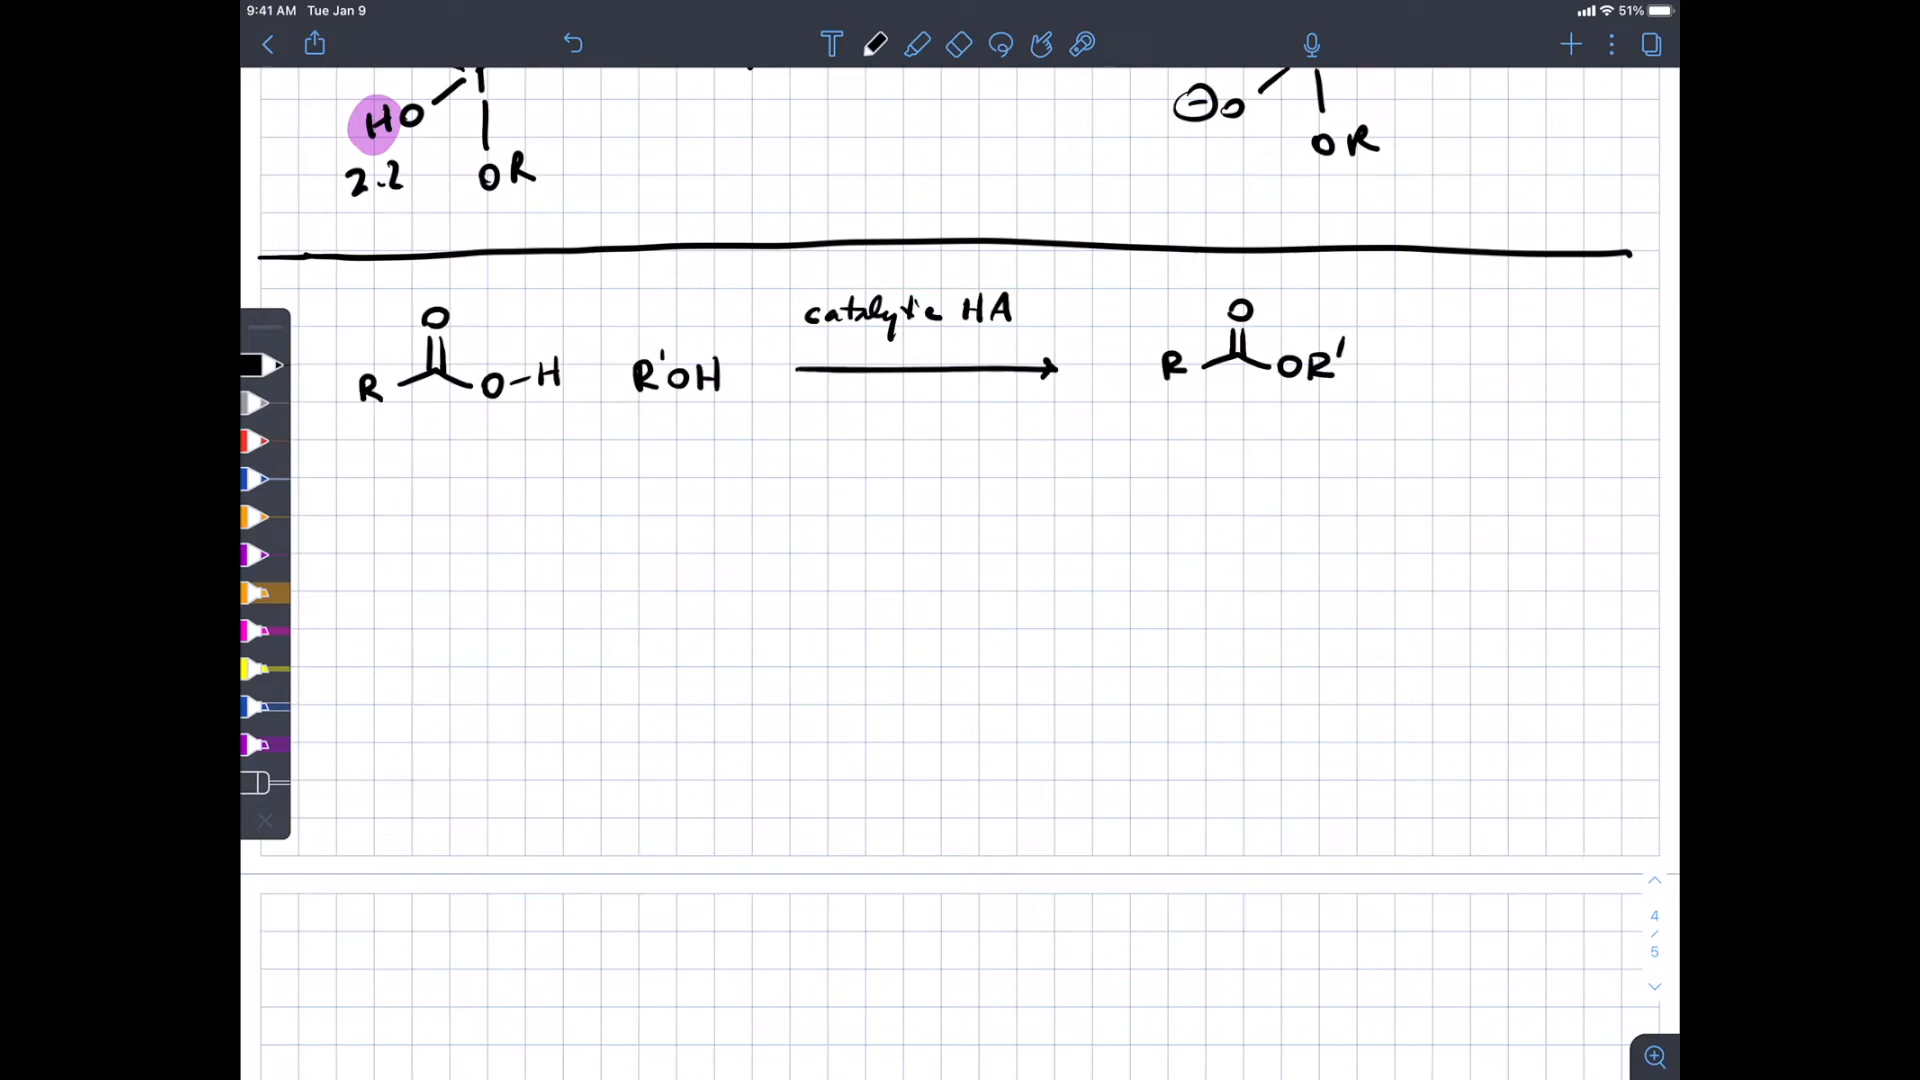 9:41 AM Tue Jan 9
51%
T
HO
2.2
OR
⊖O
OR
catalytic HA
O
R
O-H
R'OH
O
R
OR'
4
/
5